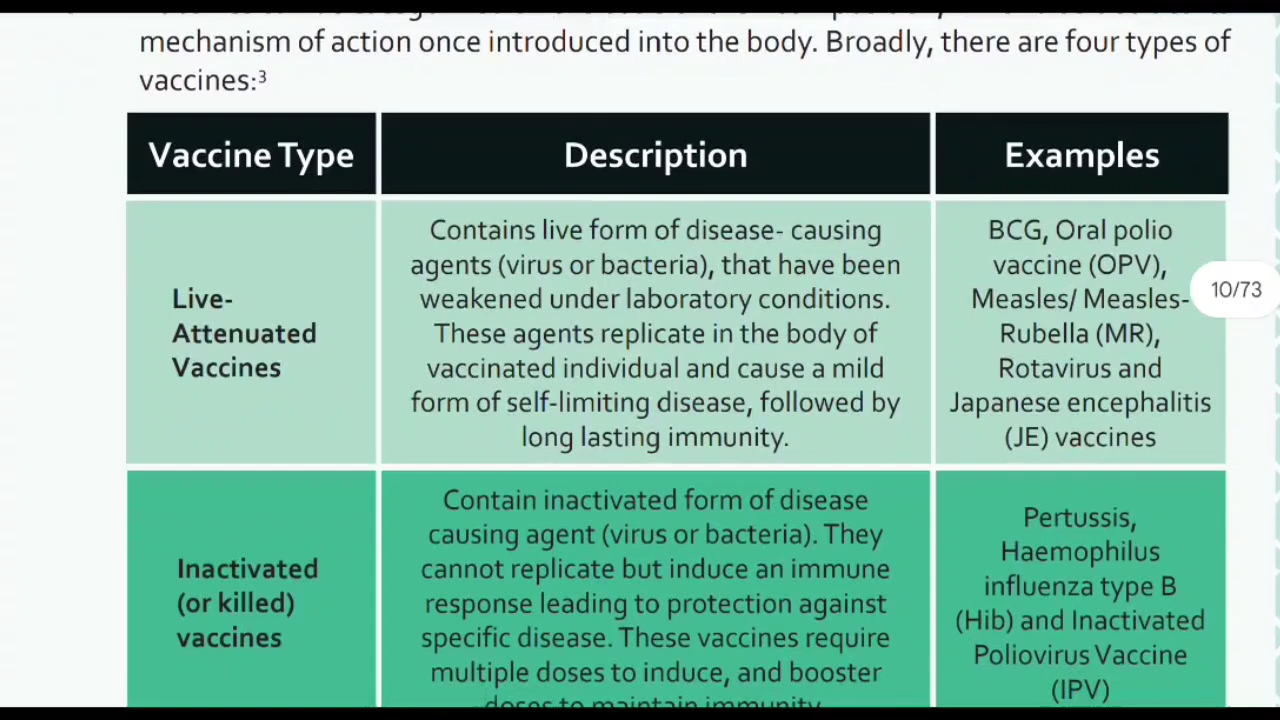 mechanism of action once introduced into the body. Broadly, there are four types of
vaccines:³
Vaccine Type
Description
Examples
Live-
Attenuated
Vaccines
Contains live form of disease- causing
agents (virus or bacteria), that have been
weakened under laboratory conditions.
These agents replicate in the body of
vaccinated individual and cause a mild
form of self-limiting disease, followed by
long lasting immunity.
BCG, Oral polio
vaccine (OPV),
Measles/ Measles-
Rubella (MR),
Rotavirus and
Japanese encephalitis
(JE) vaccines
10/73
Inactivated
(or killed)
vaccines
Contain inactivated form of disease
causing agent (virus or bacteria). They
cannot replicate but induce an immune
response leading to protection against
specific disease. These vaccines require
multiple doses to induce, and booster
doses to maintain immunity.
Pertussis,
Haemophilus
influenza type B
(Hib) and Inactivated
Poliovirus Vaccine
(IPV)